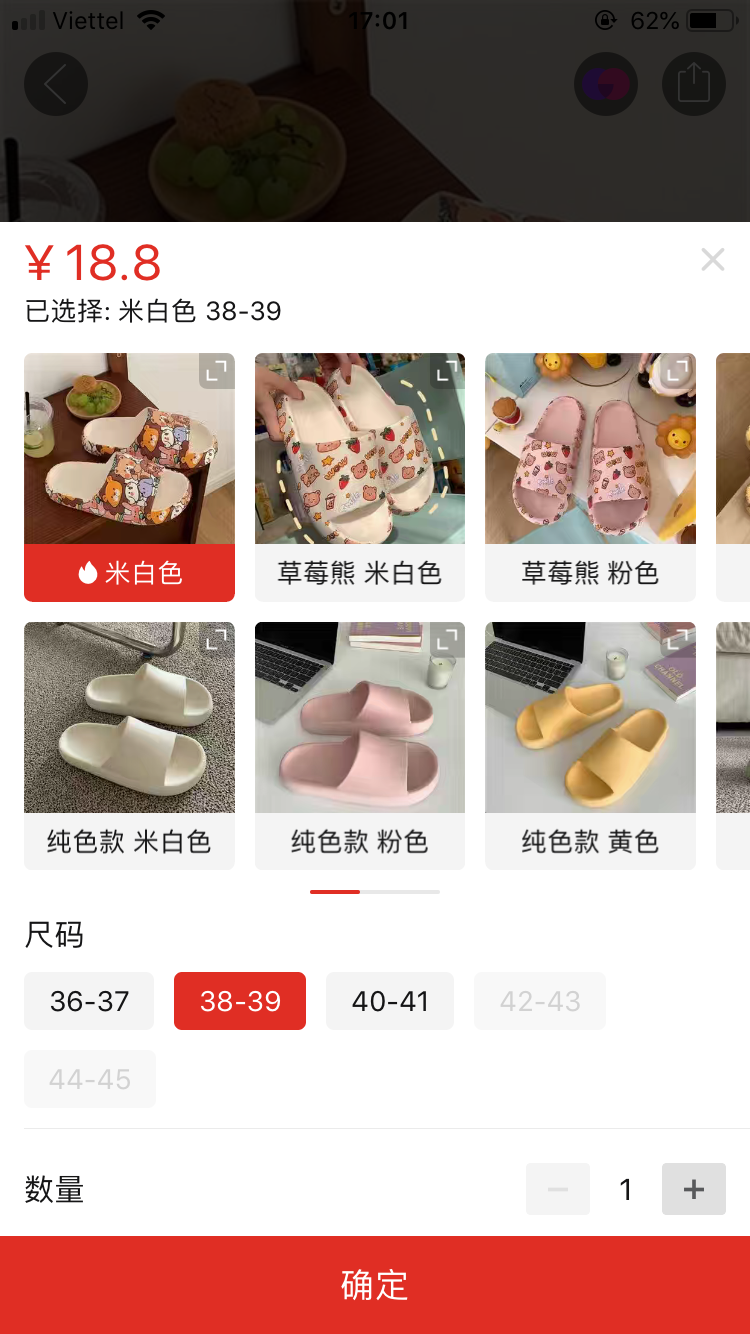 Viettel 17:01 62%
¥ 18.8
已选择: 米白色 38-39
米白色
草莓熊 米白色
草莓熊 粉色
纯色款 米白色
纯色款 粉色
纯色款 黄色
尺码
36-37
38-39
40-41
42-43
44-45
数量
1
确定